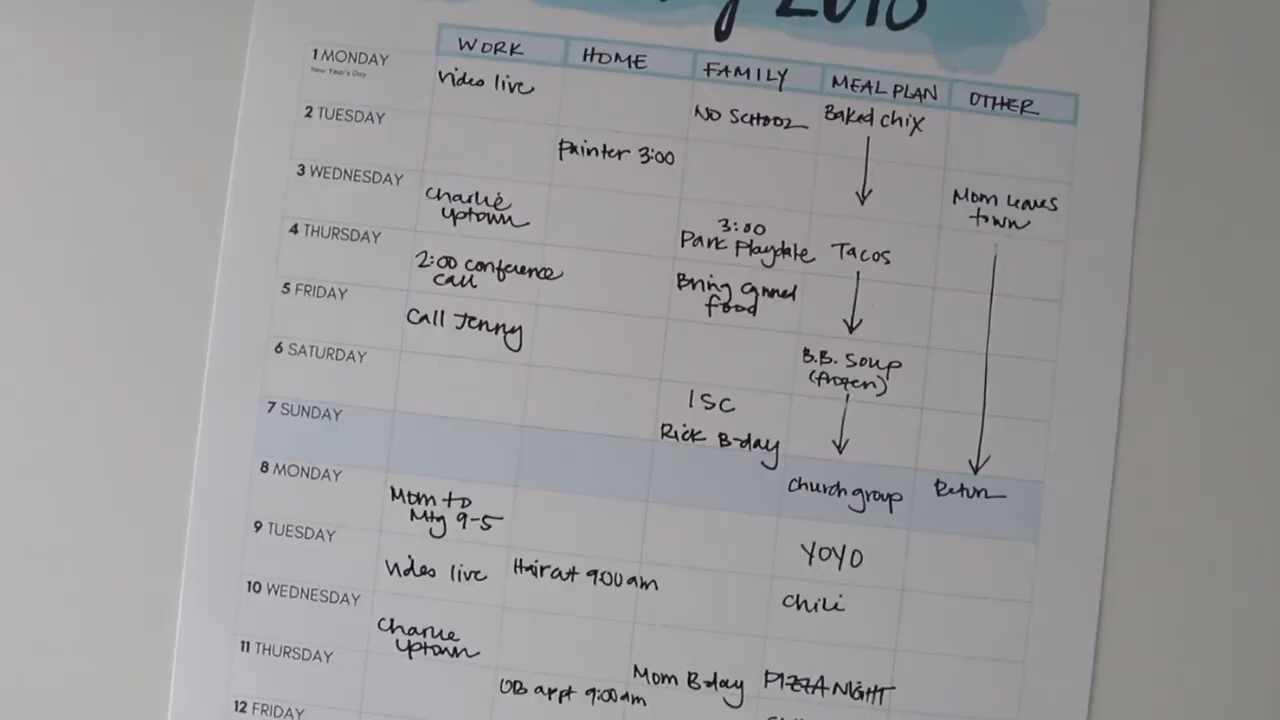 2018
WORK HOME FAMILY MEAL PLAN OTHER
1 MONDAY
New Year's Day
video live
No School
Baked chix
2 TUESDAY
painter 3:00
3 WEDNESDAY
Charlie
uptown
3:00
Park Playdate
Tacos
Mom leaves
town
4 THURSDAY
2:00 conference
call
Bring canned
food
5 FRIDAY
Call Jenny
B.B. Soup
(frozen)
6 SATURDAY
ISC
Rick B-day
7 SUNDAY
church group
Return
8 MONDAY
Mom to
Mtg 9-5
YOYO
9 TUESDAY
video live
Haircut 9:00 am
Chili
10 WEDNESDAY
Charlie
uptown
Mom B-day
PIZZA NIGHT
11 THURSDAY
OB appt 9:00am
12 FRIDAY